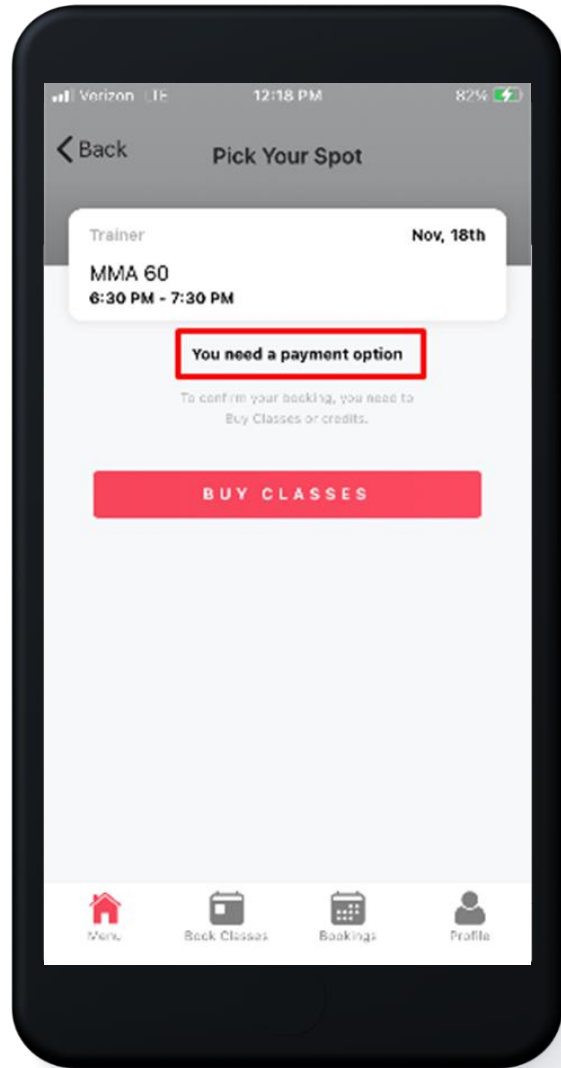 Verizon LTE 12:18 PM 82%
Back Pick Your Spot
Trainer Nov, 18th
MMA 60
6:30 PM - 7:30 PM
You need a payment option
To confirm your booking, you need to
Buy Classes or credits.
BUY CLASSES
Menu Book Classes Bookings Profile